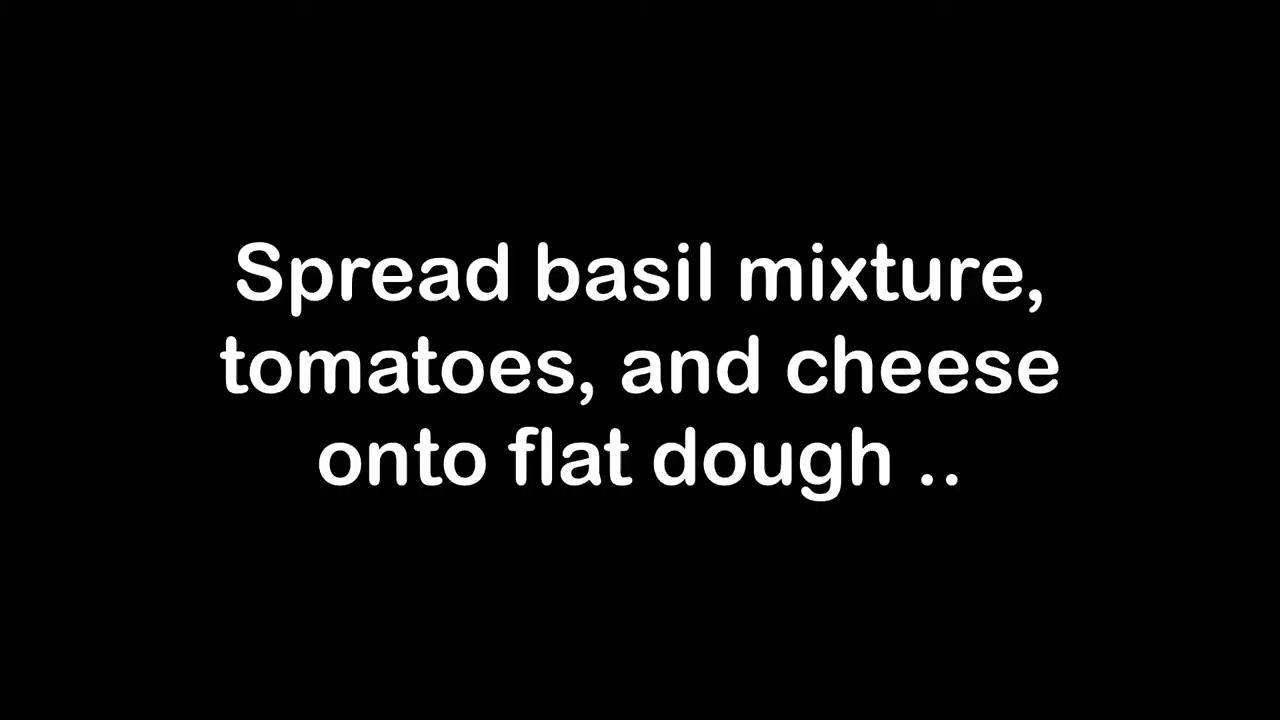 Spread basil mixture,
tomatoes, and cheese
onto flat dough ..